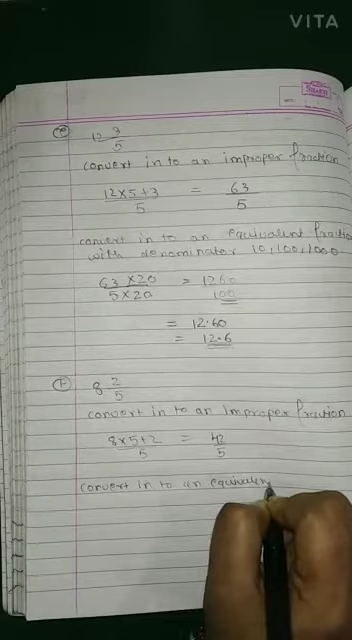 VITA
(e) 12 3/5
convert in to an improper fraction
12×5+3/5 = 63/5
convert in to an equivalent fraction
with denominator 10,100,1000
63×20/5×20 = 1260/100
= 12.60
= 12.6
(f) 8 2/5
convert in to an improper fraction
8×5+2/5 = 42/5
convert in to an equivalen